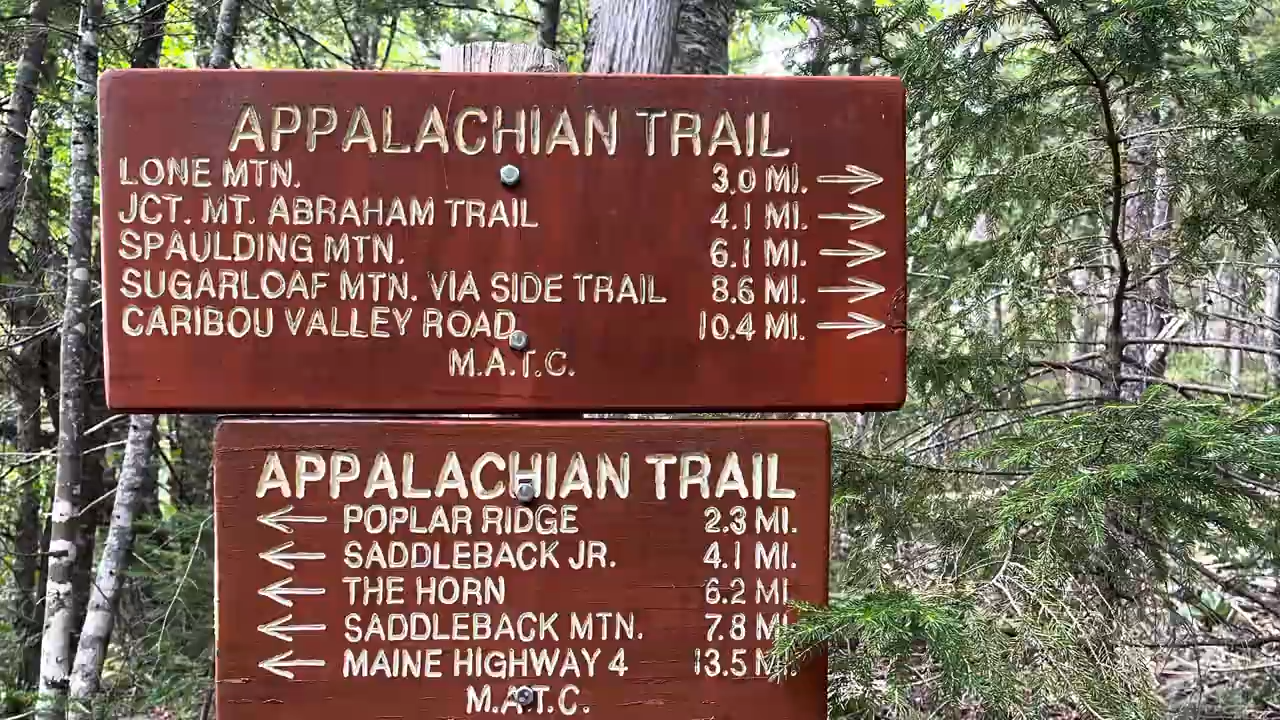 APPALACHIAN TRAIL
LONE MTN. 3.0 MI. →
JCT. MT. ABRAHAM TRAIL 4.1 MI. →
SPAULDING MTN. 6.1 MI. →
SUGARLOAF MTN. VIA SIDE TRAIL 8.6 MI. →
CARIBOU VALLEY ROAD 10.4 MI. →
M.A.T.C.
APPALACHIAN TRAIL
← POPLAR RIDGE 2.3 MI.
← SADDLEBACK JR. 4.1 MI.
← THE HORN 6.2 MI.
← SADDLEBACK MTN. 7.8 MI.
← MAINE HIGHWAY 4 13.5 MI.
M.A.T.C.